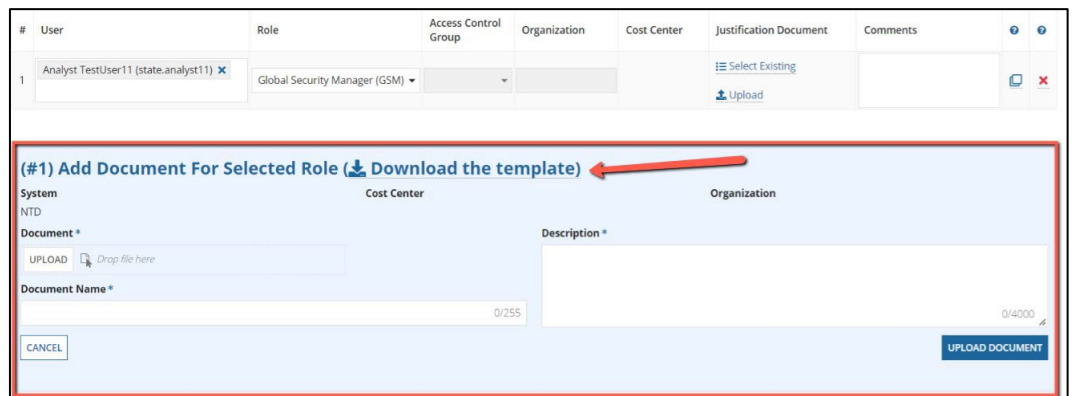 # User Role Access Control Group Organization Cost Center Justification Document Comments
1 Analyst TestUser11 (state.analyst11) Global Security Manager (GSM) Select Existing
Upload
(#1) Add Document For Selected Role (Download the template)
System Cost Center Organization
NTD
Document * Description *
UPLOAD Drop file here
Document Name *
0/255 0/4000
CANCEL UPLOAD DOCUMENT